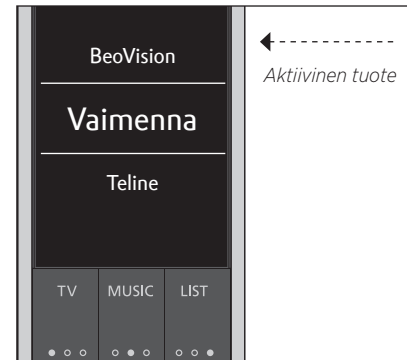 BeoVision
Aktiivinen tuote
Vaimenna
Teline
TV MUSIC LIST